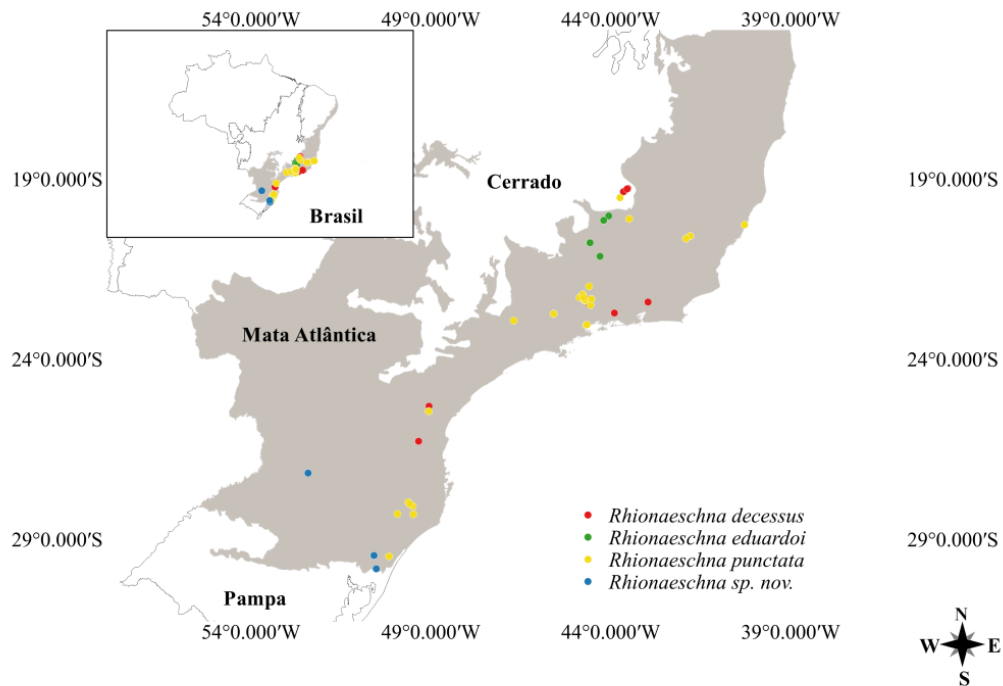 54°0.000′W 49°0.000′W 44°0.000′W 39°0.000′W
Brasil
Cerrado
19°0.000′S 19°0.000′S
Mata Atlântica
24°0.000′S 24°0.000′S
Rhionaeschna decessus
Rhionaeschna eduardoi
29°0.000′S 29°0.000′S
Rhionaeschna punctata
Rhionaeschna sp. nov.
Pampa
54°0.000′W 49°0.000′W 44°0.000′W 39°0.000′W
N
W E
S